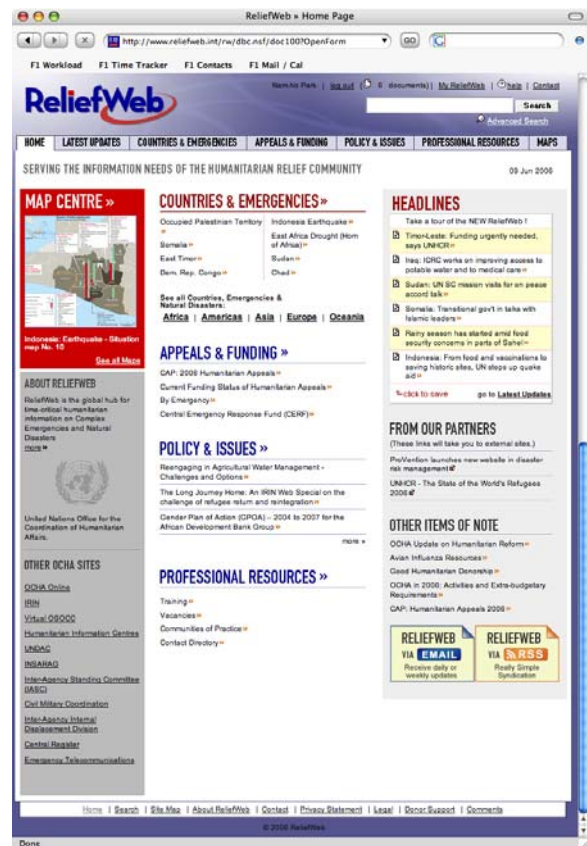 ReliefWeb » Home Page
http://www.reliefweb.int/rw/dbc.nsf/doc100?OpenForm
GO
F1 Workload F1 Time Tracker F1 Contacts F1 Mail / Cal
ReliefWeb
Park | log out ( 6 documents) | My ReliefWeb | help | Contact
Search
Advanced Search
HOME LATEST UPDATES COUNTRIES & EMERGENCIES APPEALS & FUNDING POLICY & ISSUES PROFESSIONAL RESOURCES MAPS
SERVING THE INFORMATION NEEDS OF THE HUMANITARIAN RELIEF COMMUNITY
09 Jun 2006
MAP CENTRE »
Indonesia: Earthquake - Situation
map No. 10
See all Maps
ABOUT RELIEFWEB
ReliefWeb is the global hub for
time-critical humanitarian
information on Complex
Emergencies and Natural
Disasters
more »
United Nations Office for the
Coordination of Humanitarian
Affairs.
OTHER OCHA SITES
OCHA Online
IRIN
Virtual OSOCC
Humanitarian Information Centres
UNDAC
INSARAG
Inter-Agency Standing Committee
(IASC)
Civil Military Coordination
Inter-Agency Internal
Displacement Division
Central Register
Emergency Telecommunications
COUNTRIES & EMERGENCIES »
Occupied Palestinian Territory
»
Somalia »
East Timor »
Dem. Rep. Congo »
Indonesia Earthquake »
East Africa Drought (Horn
of Africa) »
Sudan »
Chad »
See all Countries, Emergencies &
Natural Disasters:
Africa | Americas | Asia | Europe | Oceania
APPEALS & FUNDING »
CAP: 2006 Humanitarian Appeals »
Current Funding Status of Humanitarian Appeals »
By Emergency »
Central Emergency Response Fund (CERF) »
POLICY & ISSUES »
Reengaging in Agricultural Water Management -
Challenges and Options »
The Long Journey Home: An IRIN Web Special on the
challenge of refugee return and reintegration »
Gender Plan of Action (GPOA) – 2004 to 2007 for the
African Development Bank Group »
more »
PROFESSIONAL RESOURCES »
Training »
Vacancies »
Communities of Practice »
Contact Directory »
HEADLINES
Take a tour of the NEW ReliefWeb !
Timor-Leste: Funding urgently needed,
says UNHCR »
Iraq: ICRC works on improving access to
potable water and to medical care »
Sudan: UN SC mission visits for on peace
accord talk »
Somalia: Transitional gov't in talks with
Islamic leaders »
Rainy season has started amid food
security concerns in parts of Sahel »
Indonesia: From food and vaccinations to
saving historic sites, UN steps up quake
aid »
click to save go to Latest Updates
FROM OUR PARTNERS
(These links will take you to external sites.)
ProVention launches new website in disaster
risk management
UNHCR - The State of the World's Refugees
2006
OTHER ITEMS OF NOTE
OCHA Update on Humanitarian Reform »
Avian Influenza Resources »
Good Humanitarian Donorship »
OCHA in 2006: Activities and Extra-budgetary
Requirements »
CAP: Humanitarian Appeals 2006 »
RELIEFWEB
VIA EMAIL
Receive daily or
weekly updates
RELIEFWEB
VIA RSS
Really Simple
Syndication
Home | Search | Site Map | About ReliefWeb | Contact | Privacy Statement | Legal | Donor Support | Comments
© 2006 ReliefWeb
Done